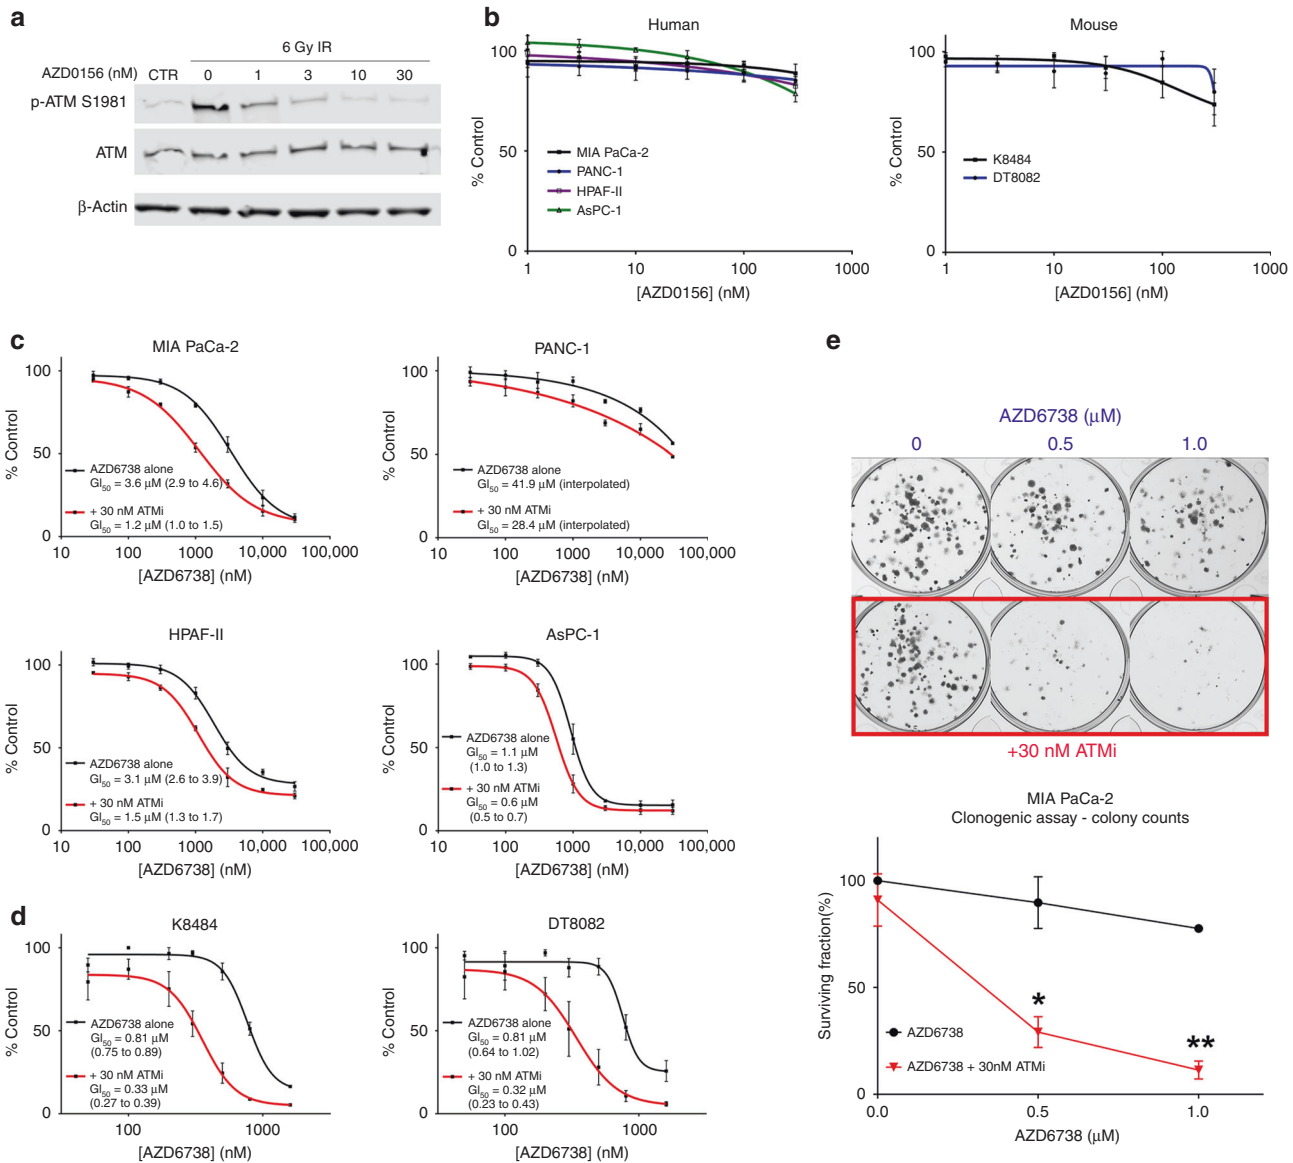 a
6 Gy IR
AZD0156 (nM) CTR 0 1 3 10 30
p-ATM S1981
ATM
β-Actin
b
Human
% Control
100
50
0
MIA PaCa-2
PANC-1
HPAF-II
AsPC-1
1 10 100 1000
[AZD0156] (nM)
Mouse
% Control
100
50
0
K8484
DT8082
1 10 100 1000
[AZD0156] (nM)
c
MIA PaCa-2
% Control
100
50
0
AZD6738 alone
GI50 = 3.6 μM (2.9 to 4.6)
+ 30 nM ATMi
GI50 = 1.2 μM (1.0 to 1.5)
10 100 1000 10,000 100,000
[AZD6738] (nM)
PANC-1
% Control
100
50
0
AZD6738 alone
GI50 = 41.9 μM (interpolated)
+ 30 nM ATMi
GI50 = 28.4 μM (interpolated)
10 100 1000 10,000 100,000
[AZD6738] (nM)
HPAF-II
% Control
100
50
0
AZD6738 alone
GI50 = 3.1 μM (2.6 to 3.9)
+ 30 nM ATMi
GI50 = 1.5 μM (1.3 to 1.7)
10 100 1000 10,000 100,000
[AZD6738] (nM)
AsPC-1
% Control
100
50
0
AZD6738 alone
GI50 = 1.1 μM
(1.0 to 1.3)
+ 30 nM ATMi
GI50 = 0.6 μM
(0.5 to 0.7)
10 100 1000 10,000 100,000
[AZD6738] (nM)
d
K8484
% Control
100
50
0
AZD6738 alone
GI50 = 0.81 μM
(0.75 to 0.89)
+ 30 nM ATMi
GI50 = 0.33 μM
(0.27 to 0.39)
100 1000
[AZD6738] (nM)
DT8082
% Control
100
50
0
AZD6738 alone
GI50 = 0.81 μM
(0.64 to 1.02)
+ 30 nM ATMi
GI50 = 0.32 μM
(0.23 to 0.43)
100 1000
[AZD6738] (nM)
e
AZD6738 (μM)
0 0.5 1.0
+30 nM ATMi
MIA PaCa-2
Clonogenic assay - colony counts
Surviving fraction(%)
100
50
0
*
**
AZD6738
AZD6738 + 30nM ATMi
0.0 0.5 1.0
AZD6738 (μM)